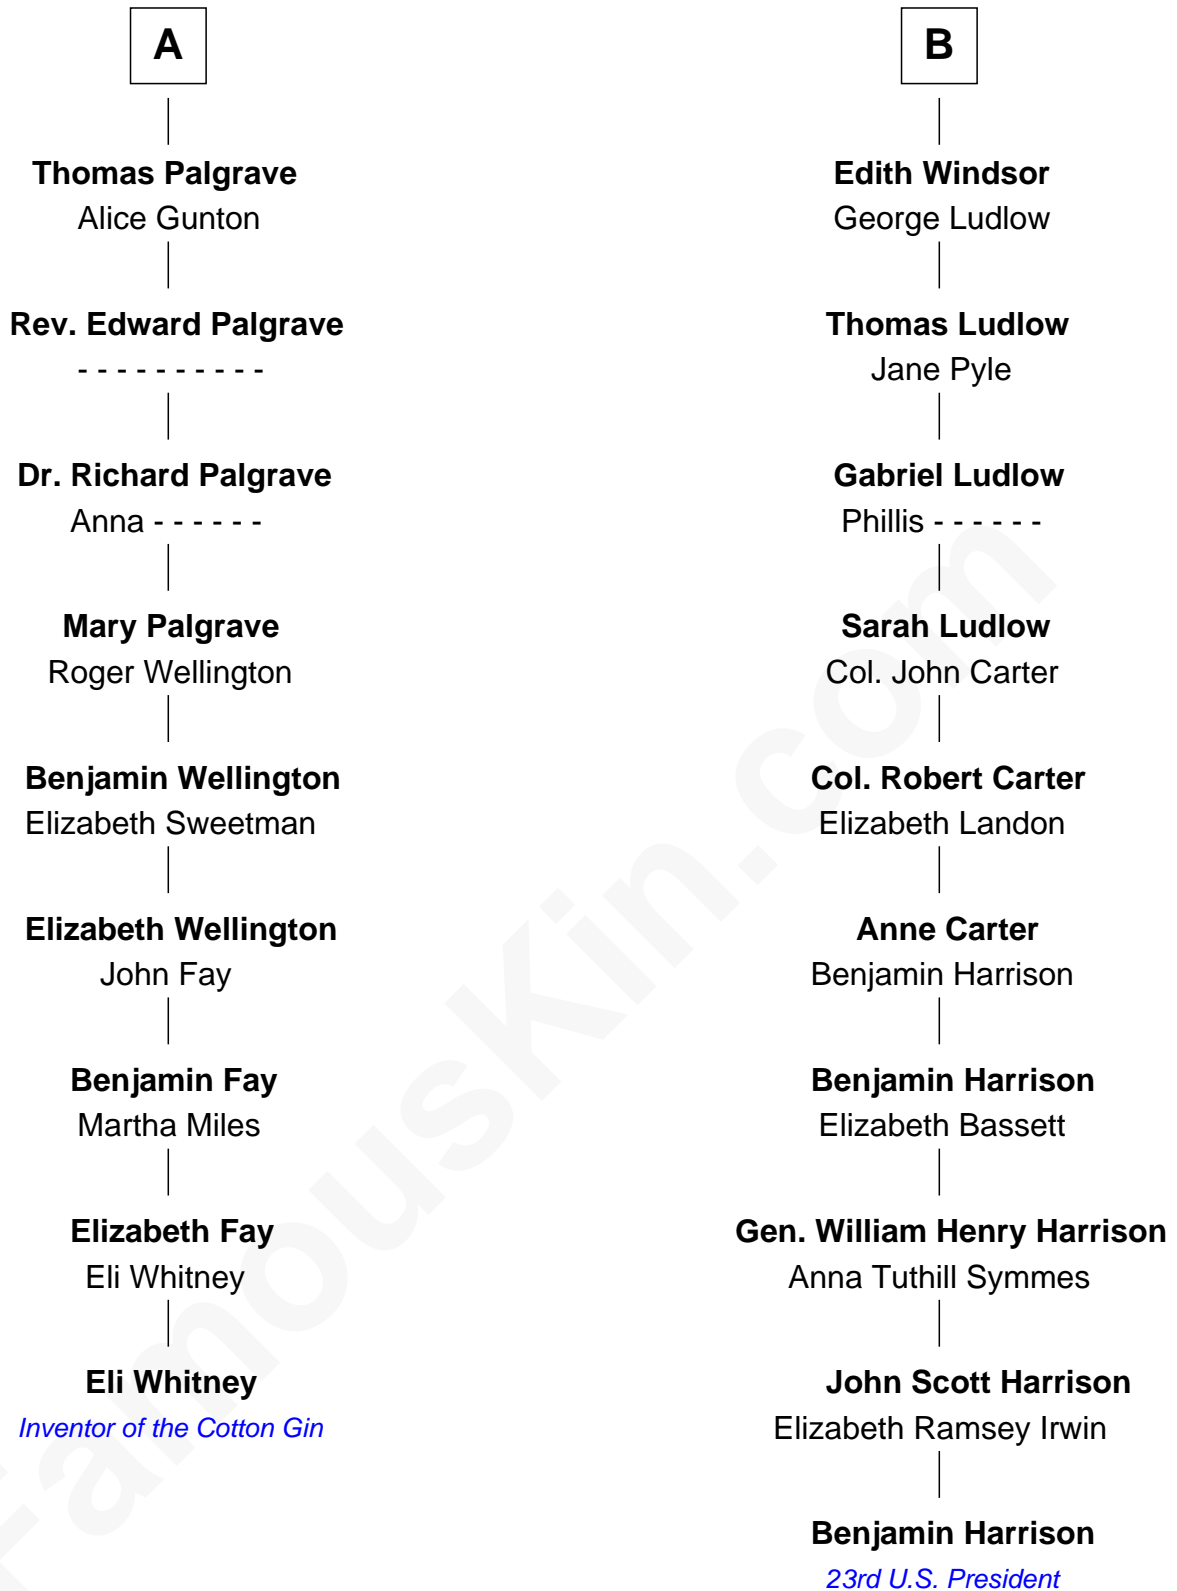 A
Thomas Palgrave
Alice Gunton
Rev. Edward Palgrave
- - - - - - - - - -
Dr. Richard Palgrave
Anna - - - - - -
Mary Palgrave
Roger Wellington
Benjamin Wellington
Elizabeth Sweetman
Elizabeth Wellington
John Fay
Benjamin Fay
Martha Miles
Elizabeth Fay
Eli Whitney
Eli Whitney
Inventor of the Cotton Gin
B
Edith Windsor
George Ludlow
Thomas Ludlow
Jane Pyle
Gabriel Ludlow
Phillis - - - - - -
Sarah Ludlow
Col. John Carter
Col. Robert Carter
Elizabeth Landon
Anne Carter
Benjamin Harrison
Benjamin Harrison
Elizabeth Bassett
Gen. William Henry Harrison
Anna Tuthill Symmes
John Scott Harrison
Elizabeth Ramsey Irwin
Benjamin Harrison
23rd U.S. President
FamousKin.com